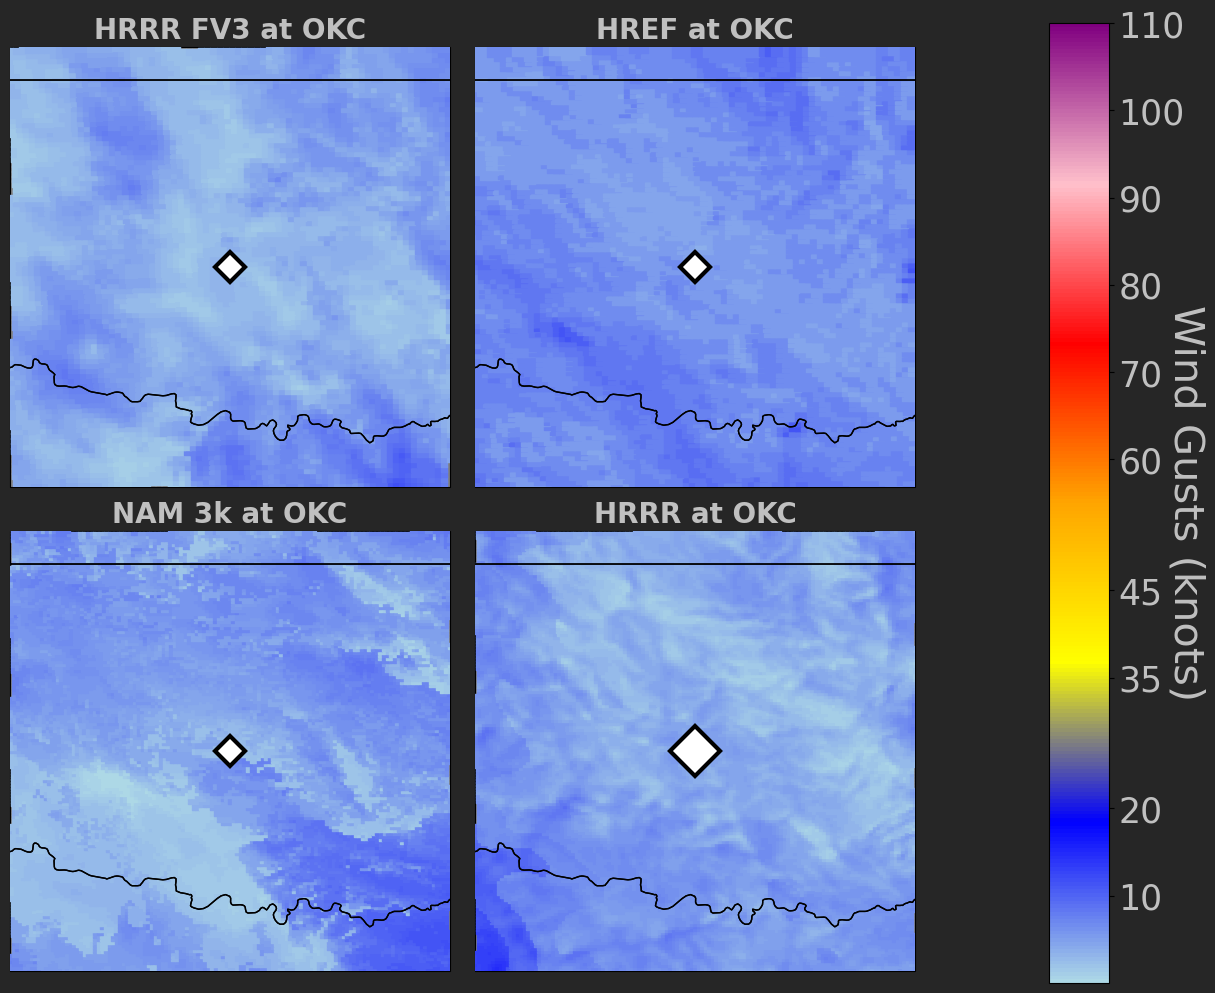 HRRR FV3 at OKC
HREF at OKC
NAM 3k at OKC
HRRR at OKC
110
100
90
80
70
60
45
35
20
10
Wind Gusts (knots)